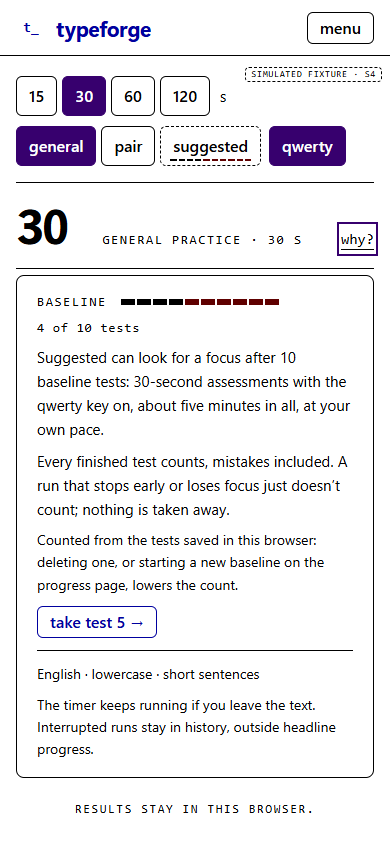 t_ typeforge menu
SIMULATED FIXTURE · S4
15 30 60 120 s
general pair suggested qwerty
30 GENERAL PRACTICE · 30 S why?
BASELINE
4 of 10 tests
Suggested can look for a focus after 10
baseline tests: 30-second assessments with the
qwerty key on, about five minutes in all, at your
own pace.
Every finished test counts, mistakes included. A
run that stops early or loses focus just doesn't
count; nothing is taken away.
Counted from the tests saved in this browser:
deleting one, or starting a new baseline on the
progress page, lowers the count.
take test 5 →
English · lowercase · short sentences
The timer keeps running if you leave the text.
Interrupted runs stay in history, outside headline
progress.
RESULTS STAY IN THIS BROWSER.